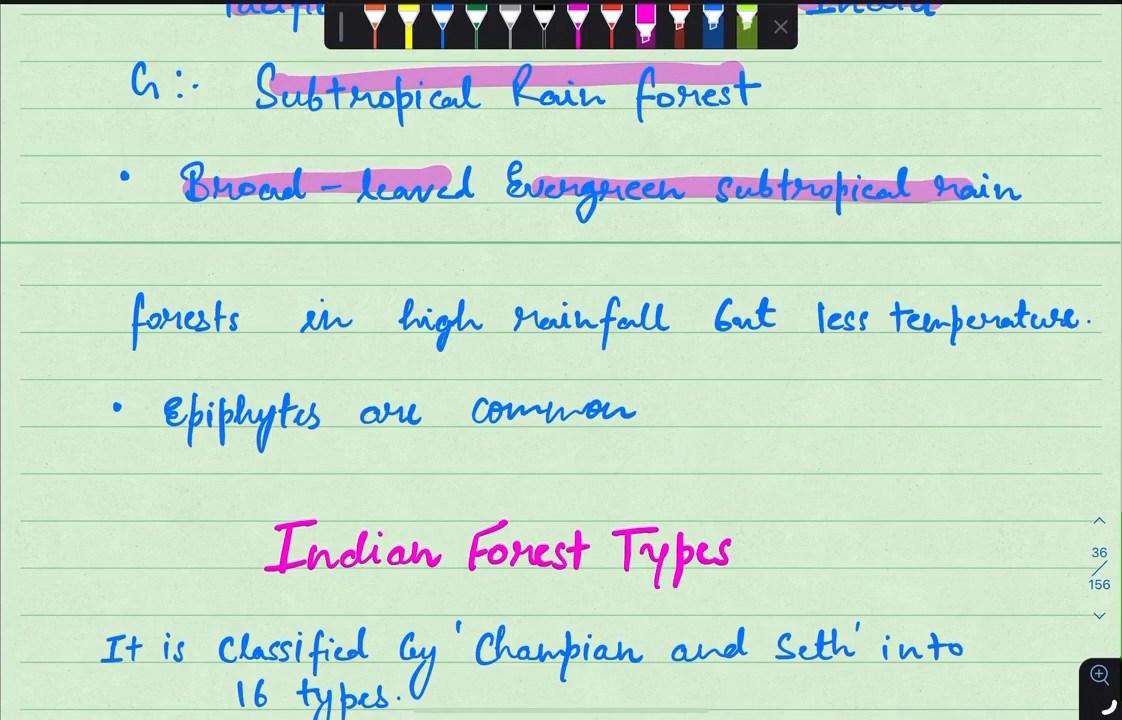 G :-
Subtropical Rain forest
• Broad - leaved Evergreen subtropical rain
forests in high rainfall but less temperature.
• Epiphytes are common
Indian Forest Types
It is classified by 'Champian and Seth' into
16 types.
36
156